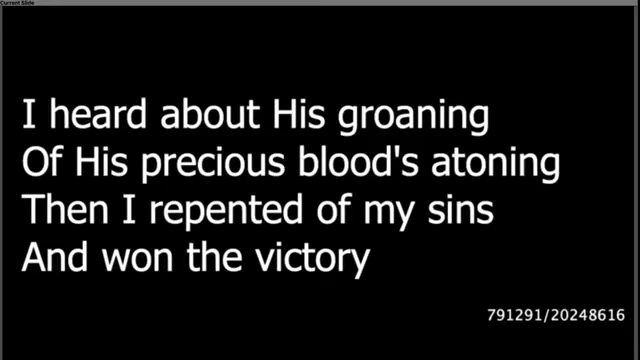 Current Slide
I heard about His groaning
Of His precious blood's atoning
Then I repented of my sins
And won the victory
791291/20248616